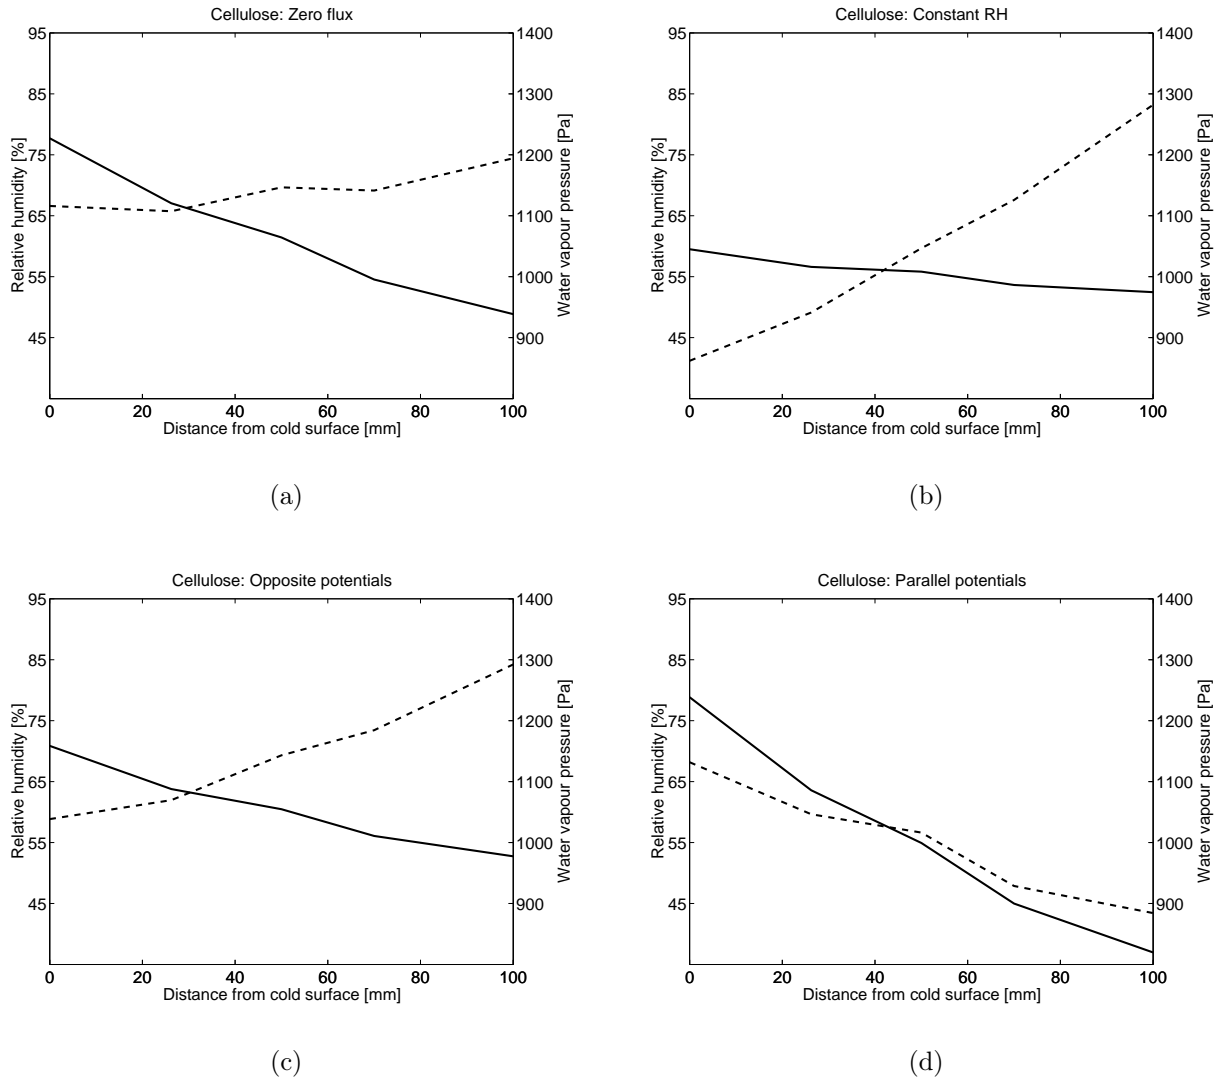 Cellulose: Zero flux
95
85
75
65
55
45
Relative humidity [%]
1400
1300
1200
1100
1000
900
Water vapour pressure [Pa]
0 20 40 60 80 100
Distance from cold surface [mm]
(a)
Cellulose: Constant RH
95
85
75
65
55
45
Relative humidity [%]
1400
1300
1200
1100
1000
900
Water vapour pressure [Pa]
0 20 40 60 80 100
Distance from cold surface [mm]
(b)
Cellulose: Opposite potentials
95
85
75
65
55
45
Relative humidity [%]
1400
1300
1200
1100
1000
900
Water vapour pressure [Pa]
0 20 40 60 80 100
Distance from cold surface [mm]
(c)
Cellulose: Parallel potentials
95
85
75
65
55
45
Relative humidity [%]
1400
1300
1200
1100
1000
900
Water vapour pressure [Pa]
0 20 40 60 80 100
Distance from cold surface [mm]
(d)